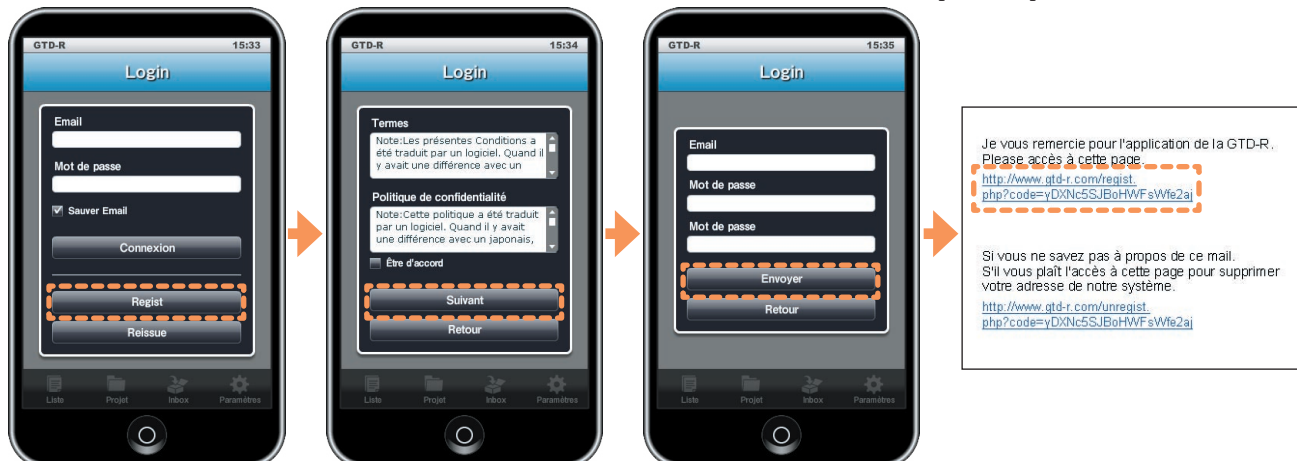 GTD-R 15:33
Login
Email
Mot de passe
Sauver Email
Connexion
Regist
Reissue
Liste Projet Inbox Paramètres
GTD-R 15:34
Login
Termes
Note:Les présentes Conditions a
été traduit par un logiciel. Quand il
y avait une différence avec un
Politique de confidentialité
Note:Cette politique a été traduit
par un logiciel. Quand il y avait
une différence avec un japonais,
Être d'accord
Suivant
Retour
Liste Projet Inbox Paramètres
GTD-R 15:35
Login
Email
Mot de passe
Mot de passe
Envoyer
Retour
Liste Projet Inbox Paramètres
Je vous remercie pour l'application de la GTD-R.
Please accès à cette page.
http://www.gtd-r.com/regist.
php?code=yDXNc5SJBoHWFsWfe2aj
Si vous ne savez pas à propos de ce mail.
S'il vous plaît l'accès à cette page pour supprimer
votre adresse de notre système.
http://www.gtd-r.com/unregist.
php?code=yDXNc5SJBoHWFsWfe2aj